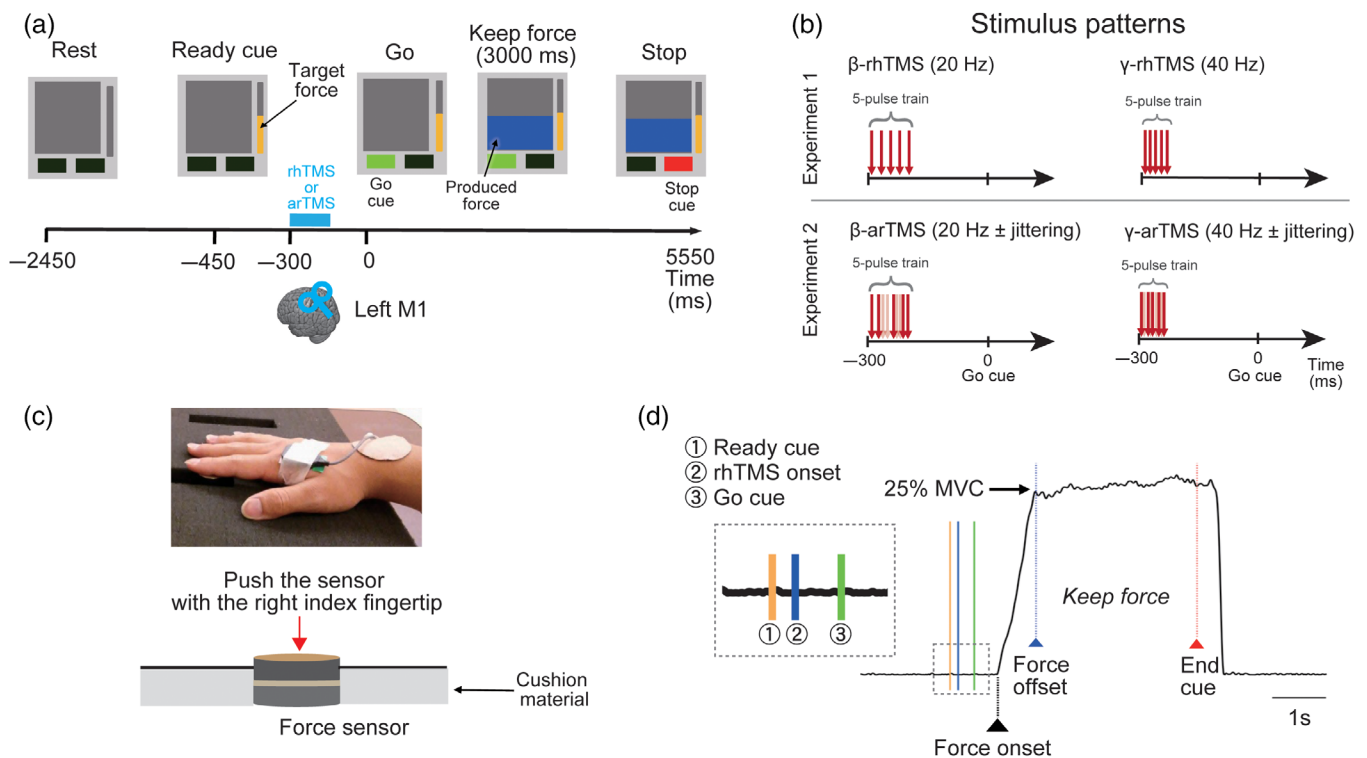 (a)
Rest
Ready cue
Go
Keep force
(3000 ms)
Stop
Target
force
rhTMS
or
arTMS
Go
cue
Produced
force
Stop
cue
—2450
—450
—300
0
5550
Time
(ms)
Left M1
(b)
Stimulus patterns
Experiment 1
β-rhTMS (20 Hz)
γ-rhTMS (40 Hz)
5-pulse train
5-pulse train
0
0
Experiment 2
β-arTMS (20 Hz ± jittering)
γ-arTMS (40 Hz ± jittering)
5-pulse train
5-pulse train
—300
0
Go cue
—300
0
Go cue
Time
(ms)
(c)
Push the sensor
with the right index fingertip
Cushion
material
Force sensor
(d)
① Ready cue
② rhTMS onset
③ Go cue
25% MVC
① ② ③
Keep force
Force
offset
End
cue
1s
Force onset